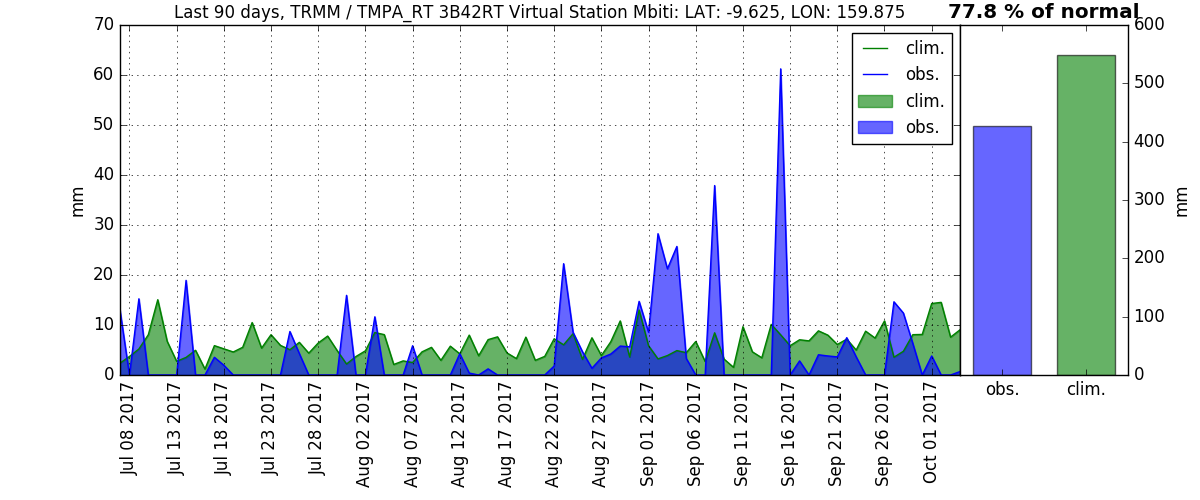 Last 90 days, TRMM / TMPA_RT 3B42RT Virtual Station Mbiti: LAT: -9.625, LON: 159.875
77.8 % of normal
70
60
50
40
30
20
10
0
mm
clim.
obs.
clim.
obs.
Jul 08 2017
Jul 13 2017
Jul 18 2017
Jul 23 2017
Jul 28 2017
Aug 02 2017
Aug 07 2017
Aug 12 2017
Aug 17 2017
Aug 22 2017
Aug 27 2017
Sep 01 2017
Sep 06 2017
Sep 11 2017
Sep 16 2017
Sep 21 2017
Sep 26 2017
Oct 01 2017
600
500
400
300
200
100
0
mm
obs.
clim.